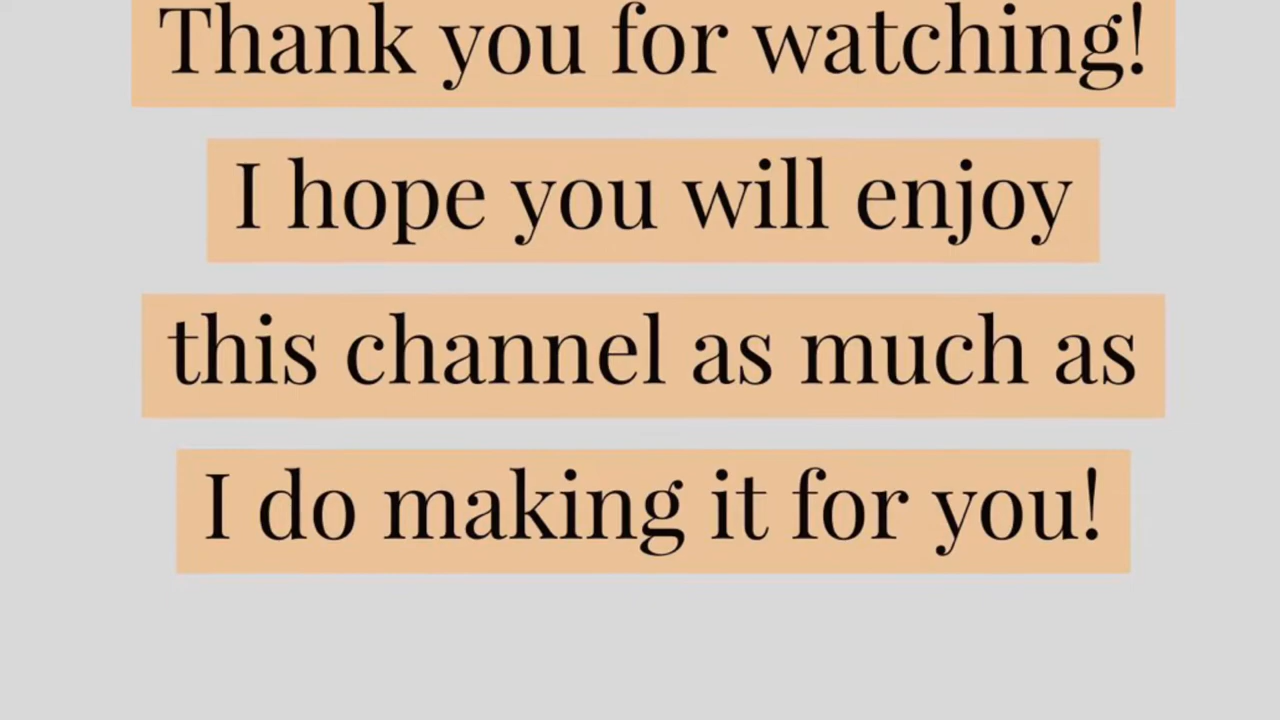 Thank you for watching!
I hope you will enjoy
this channel as much as
I do making it for you!